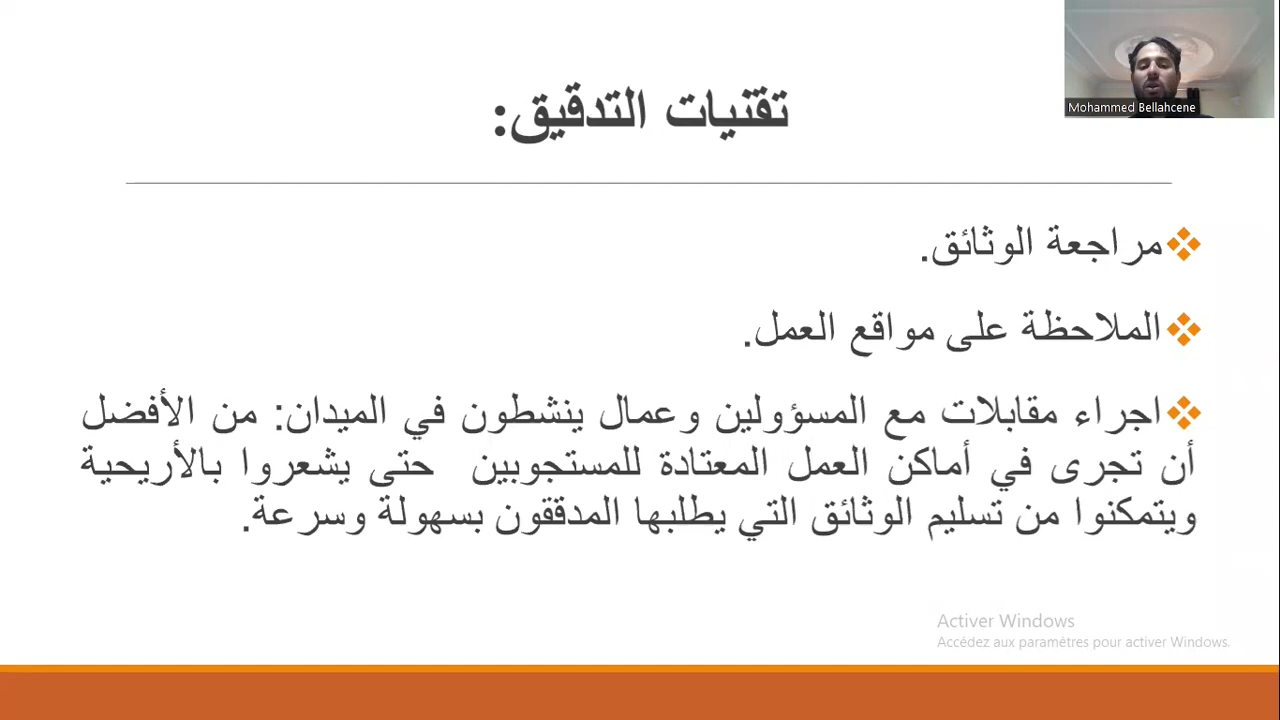 Mohammed Bellahcene
تقنيات التدقيق:
مراجعة الوثائق.
الملاحظة على مواقع العمل.
اجراء مقابلات مع المسؤولين وعمال ينشطون في الميدان: من الأفضل
أن تجرى في أماكن العمل المعتادة للمستجوبين حتى يشعروا بالأريحية
ويتمكنوا من تسليم الوثائق التي يطلبها المدققون بسهولة وسرعة.
Activer Windows
Accédez aux paramètres pour activer Windows.